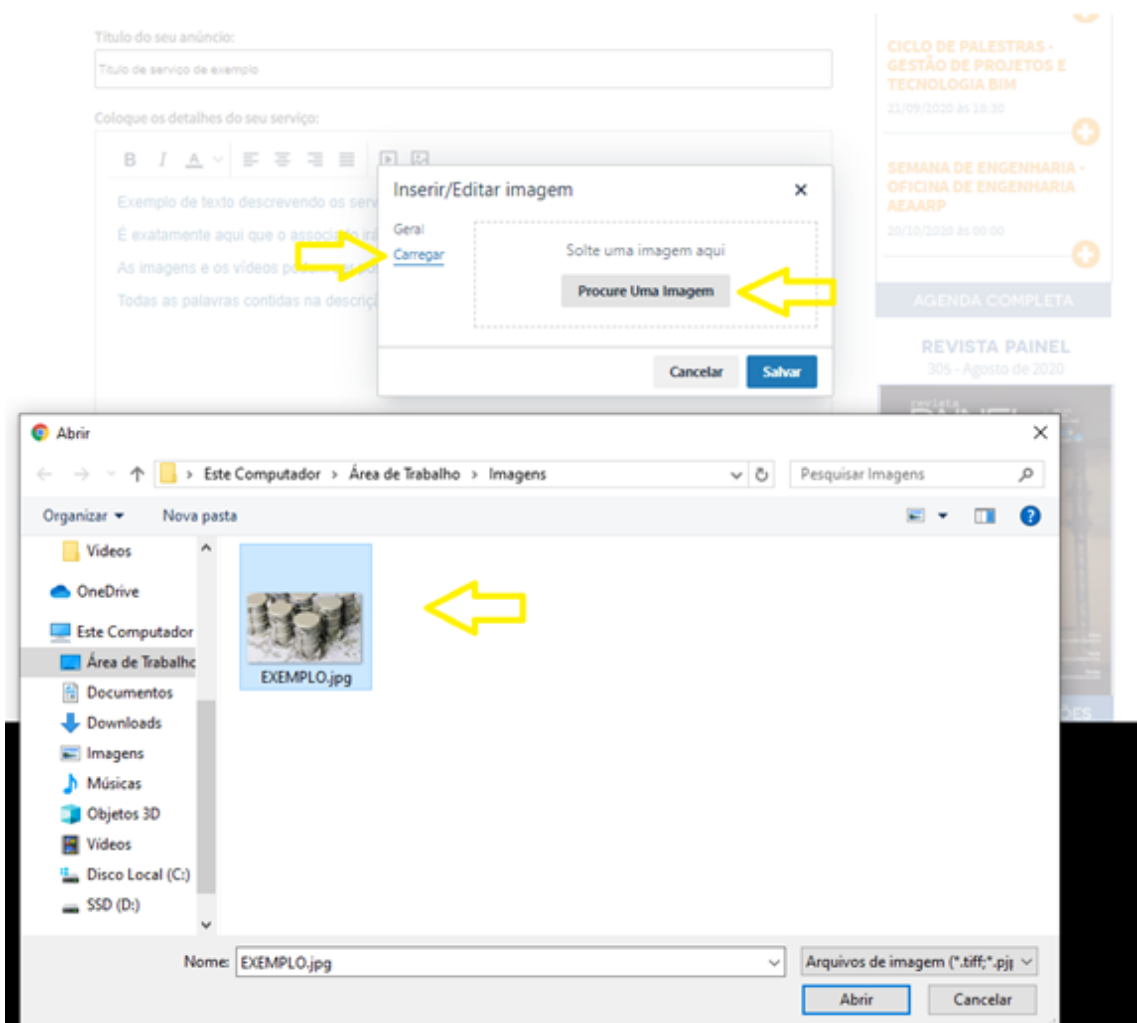 Título do seu anúncio:
Título de serviço de exemplo
Coloque os detalhes do seu serviço:
B I A
Exemplo de texto descrevendo os serv
É exatamente aqui que o associado irá
As imagens e os vídeos podem ser po
Todas as palavras contidas na descriç
Inserir/Editar imagem
Geral
Carregar
Solte uma imagem aqui
Procure Uma Imagem
Cancelar Salvar
CICLO DE PALESTRAS -
GESTÃO DE PROJETOS E
TECNOLOGIA BIM
21/09/2020 às 18:30
SEMANA DE ENGENHARIA -
OFICINA DE ENGENHARIA
AEAARP
20/10/2020 às 00:00
AGENDA COMPLETA
REVISTA PAINEL
305 - Agosto de 2020
revista
PAINEL
Abrir
Este Computador > Área de Trabalho > Imagens
Pesquisar Imagens
Organizar Nova pasta
Videos
OneDrive
Este Computador
Área de Trabalho
Documentos
Downloads
Imagens
Músicas
Objetos 3D
Vídeos
Disco Local (C:)
SSD (D:)
EXEMPLO.jpg
Nome: EXEMPLO.jpg
Arquivos de imagem (*.tiff;*.pjp
Abrir Cancelar